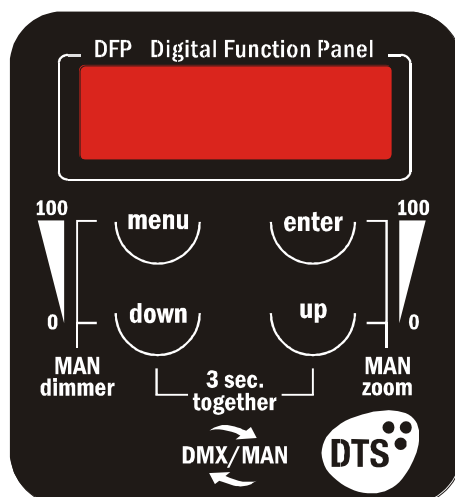 DFP Digital Function Panel
100
100
menu
enter
down
up
0
0
MAN
dimmer
3 sec.
together
MAN
zoom
DMX/MAN
DTS